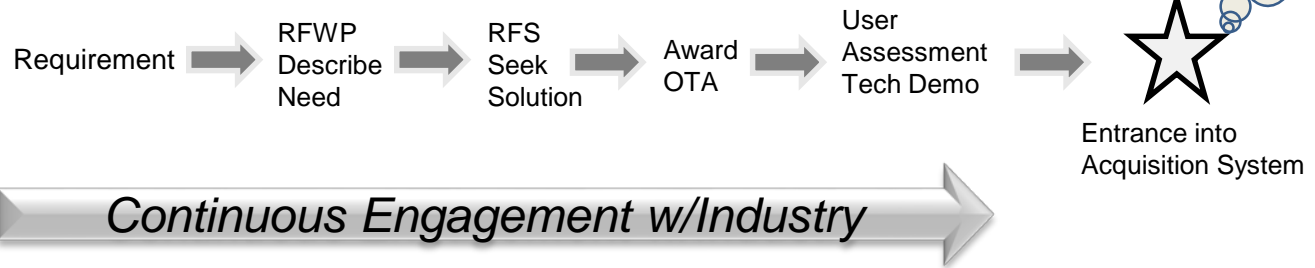 Requirement
RFWP
Describe
Need
RFS
Seek
Solution
Award
OTA
User
Assessment
Tech Demo
Entrance into
Acquisition System
Continuous Engagement w/Industry